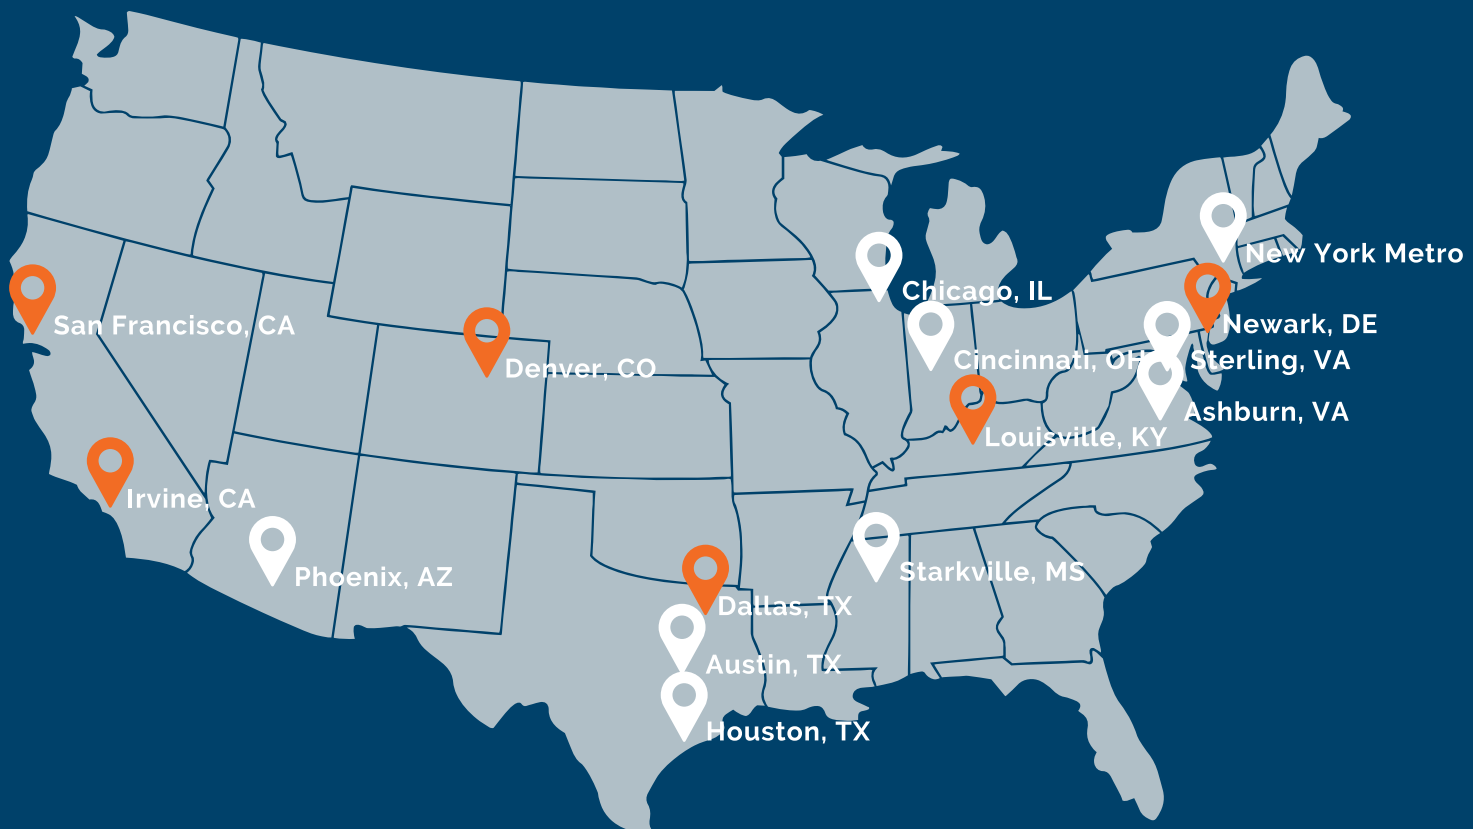 New York Metro
Chicago, IL
San Francisco, CA
Newark, DE
Cincinnati, OH
Sterling, VA
Denver, CO
Ashburn, VA
Louisville, KY
Irvine, CA
Phoenix, AZ
Starkville, MS
Dallas, TX
Austin, TX
Houston, TX